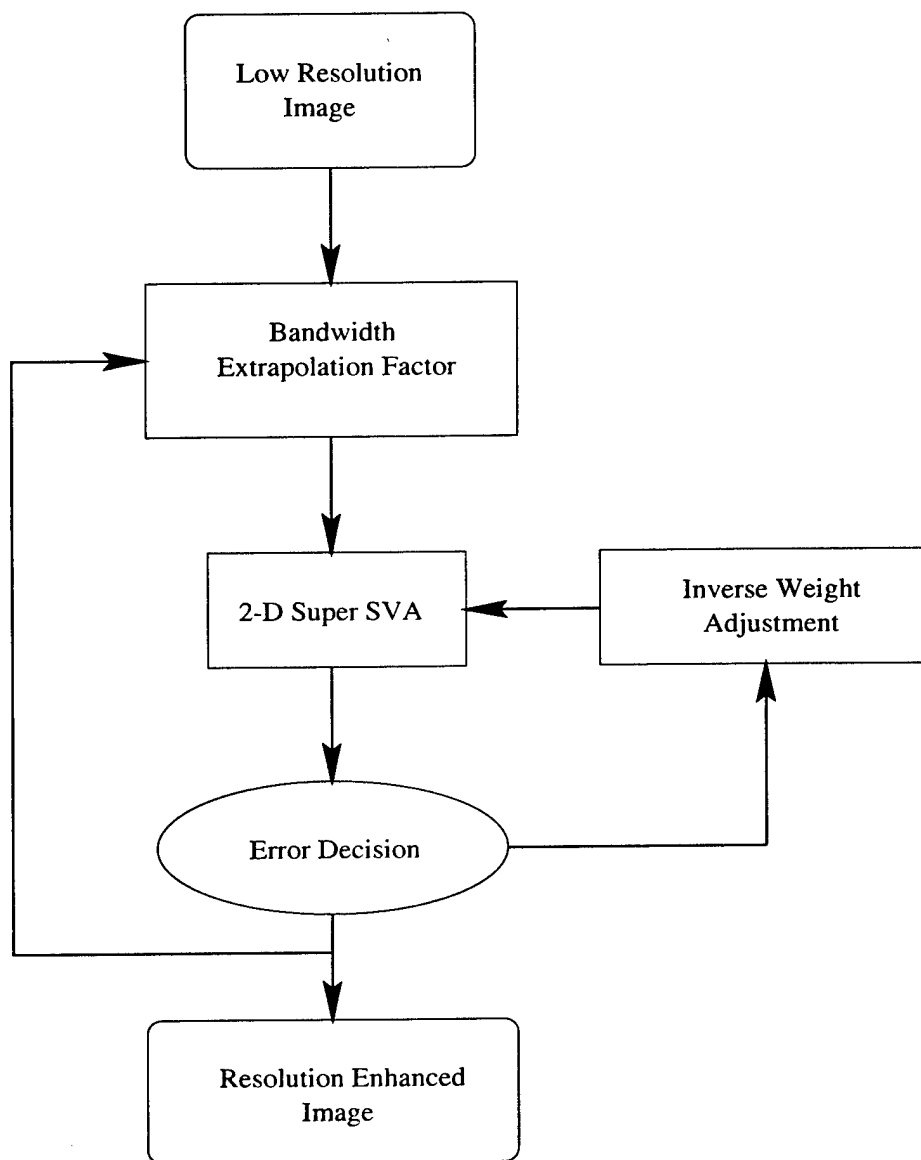 Low Resolution
Image
Bandwidth
Extrapolation Factor
2-D Super SVA
Inverse Weight
Adjustment
Error Decision
Resolution Enhanced
Image